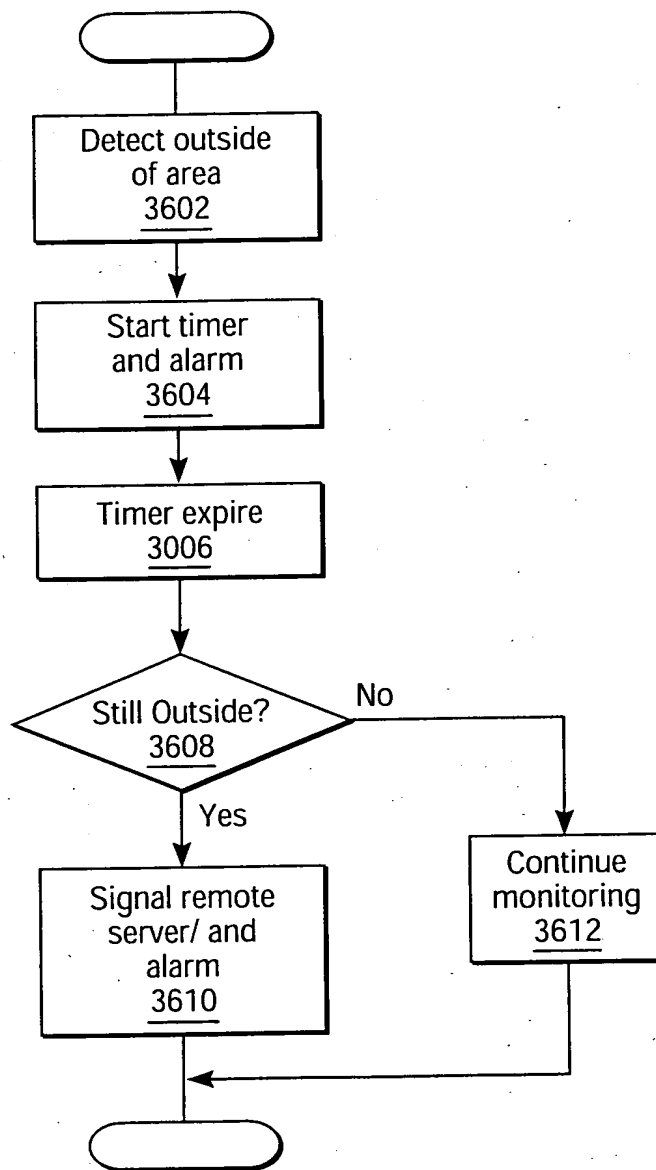 Detect outside
of area
3602
Start timer
and alarm
3604
Timer expire
3006
Still Outside?
3608
No
Yes
Signal remote
server/ and
alarm
3610
Continue
monitoring
3612